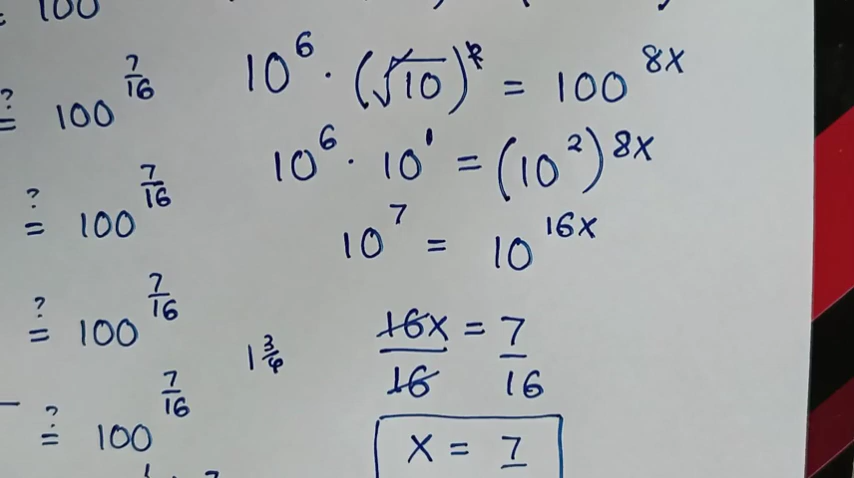 = 100
? = 100^(7/16)
10^6 · (√10)^2 = 100^(8x)
10^6 · 10^1 = (10^2)^(8x)
? = 100^(7/16)
10^7 = 10^(16x)
? = 100^(7/16)
1 3/4
16x/16 = 7/16
? = 100^(7/16)
x = 7